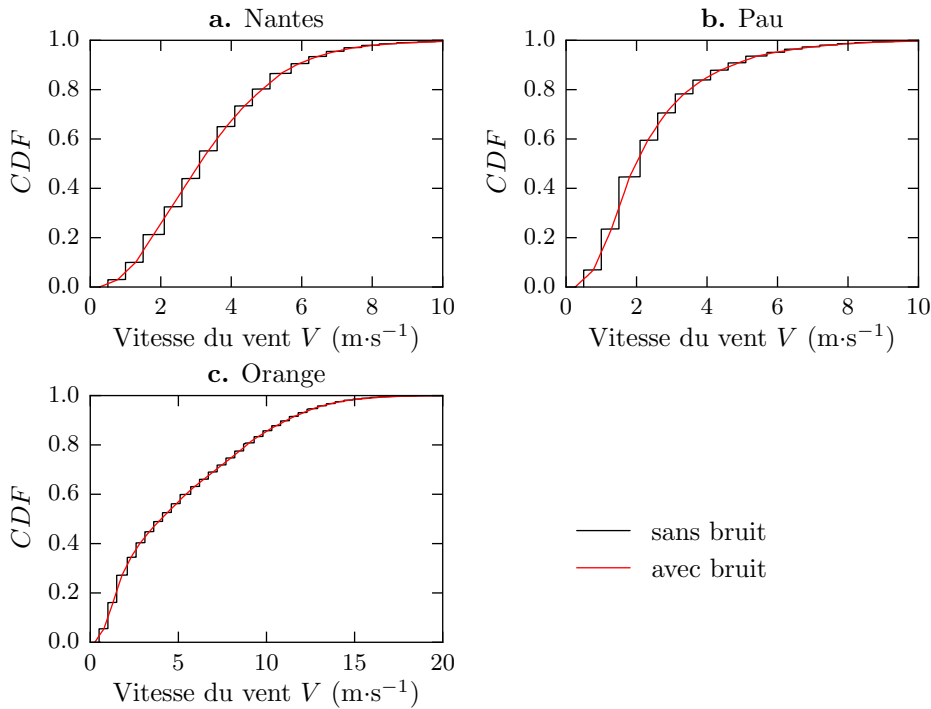 a. Nantes
1.0
0.8
0.6
0.4
0.2
0.0
CDF
0 2 4 6 8 10
Vitesse du vent V (m·s⁻¹)
b. Pau
1.0
0.8
0.6
0.4
0.2
0.0
CDF
0 2 4 6 8 10
Vitesse du vent V (m·s⁻¹)
c. Orange
1.0
0.8
0.6
0.4
0.2
0.0
CDF
0 5 10 15 20
Vitesse du vent V (m·s⁻¹)
sans bruit
avec bruit